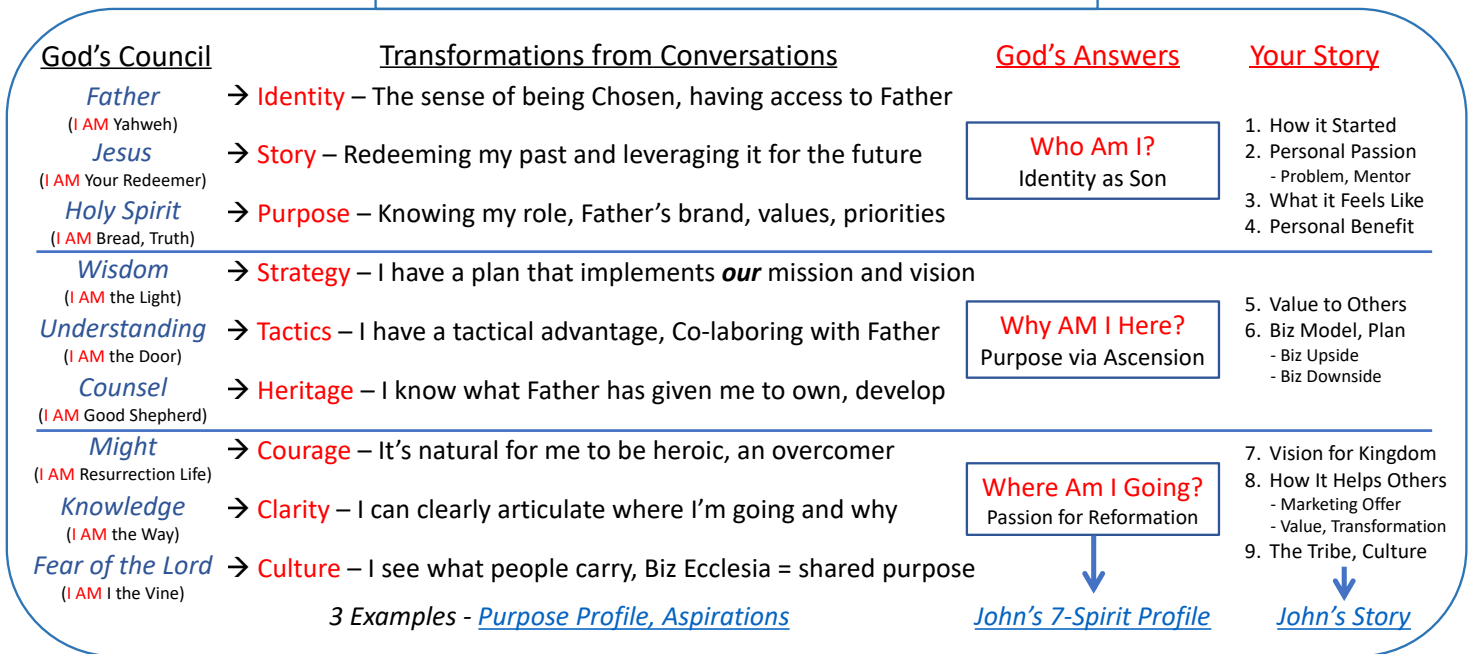 God's Council Transformations from Conversations God's Answers Your Story
Father → Identity – The sense of being Chosen, having access to Father
(I AM Yahweh)
Jesus → Story – Redeeming my past and leveraging it for the future
(I AM Your Redeemer)
Holy Spirit → Purpose – Knowing my role, Father's brand, values, priorities
(I AM Bread, Truth)
Who Am I?
Identity as Son
1. How it Started
2. Personal Passion
- Problem, Mentor
3. What it Feels Like
4. Personal Benefit
Wisdom → Strategy – I have a plan that implements our mission and vision
(I AM the Light)
Understanding → Tactics – I have a tactical advantage, Co-laboring with Father
(I AM the Door)
Counsel → Heritage – I know what Father has given me to own, develop
(I AM Good Shepherd)
Why AM I Here?
Purpose via Ascension
5. Value to Others
6. Biz Model, Plan
- Biz Upside
- Biz Downside
Might → Courage – It's natural for me to be heroic, an overcomer
(I AM Resurrection Life)
Knowledge → Clarity – I can clearly articulate where I'm going and why
(I AM the Way)
Fear of the Lord → Culture – I see what people carry, Biz Ecclesia = shared purpose
(I AM I the Vine)
Where Am I Going?
Passion for Reformation
7. Vision for Kingdom
8. How It Helps Others
- Marketing Offer
- Value, Transformation
9. The Tribe, Culture
3 Examples - Purpose Profile, Aspirations John's 7-Spirit Profile John's Story